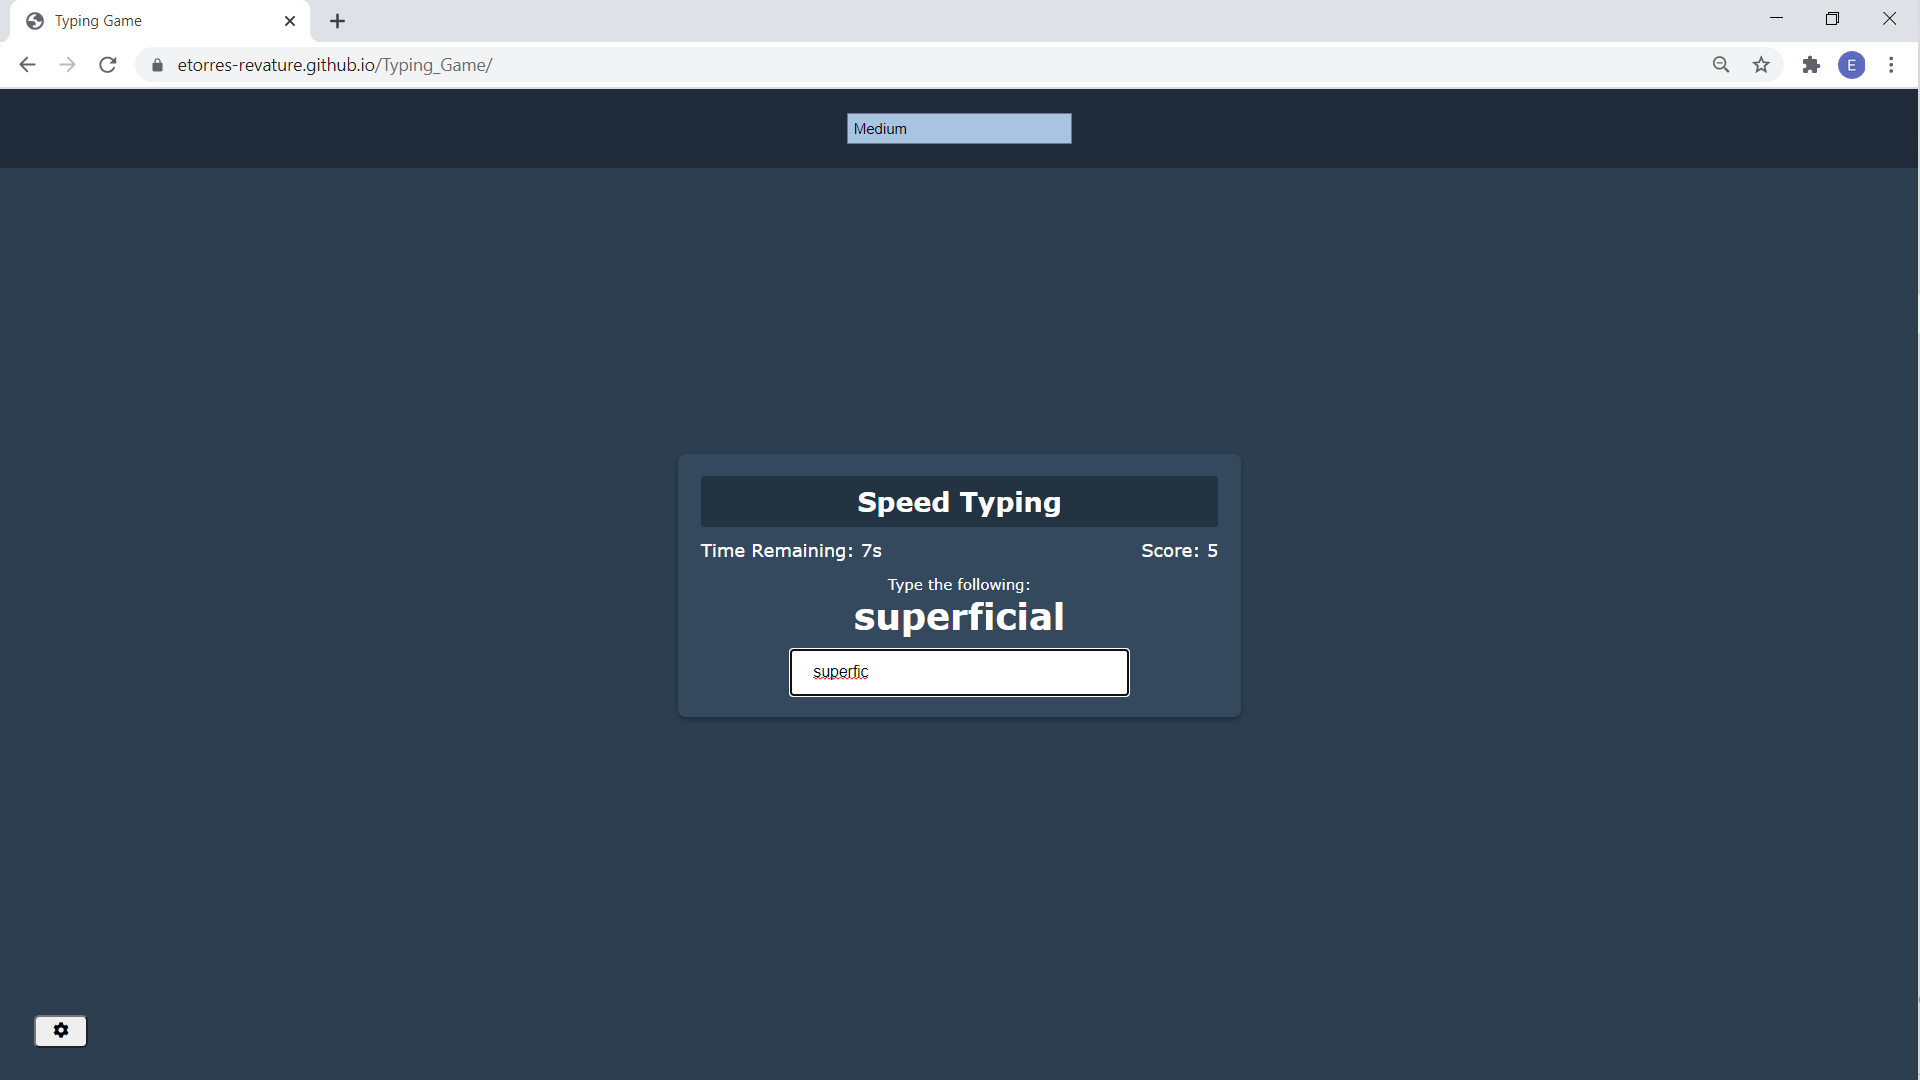 Typing Game
etorres-revature.github.io/Typing_Game/
E
Medium
Speed Typing
Time Remaining: 7s
Score: 5
Type the following:
superficial
superfic